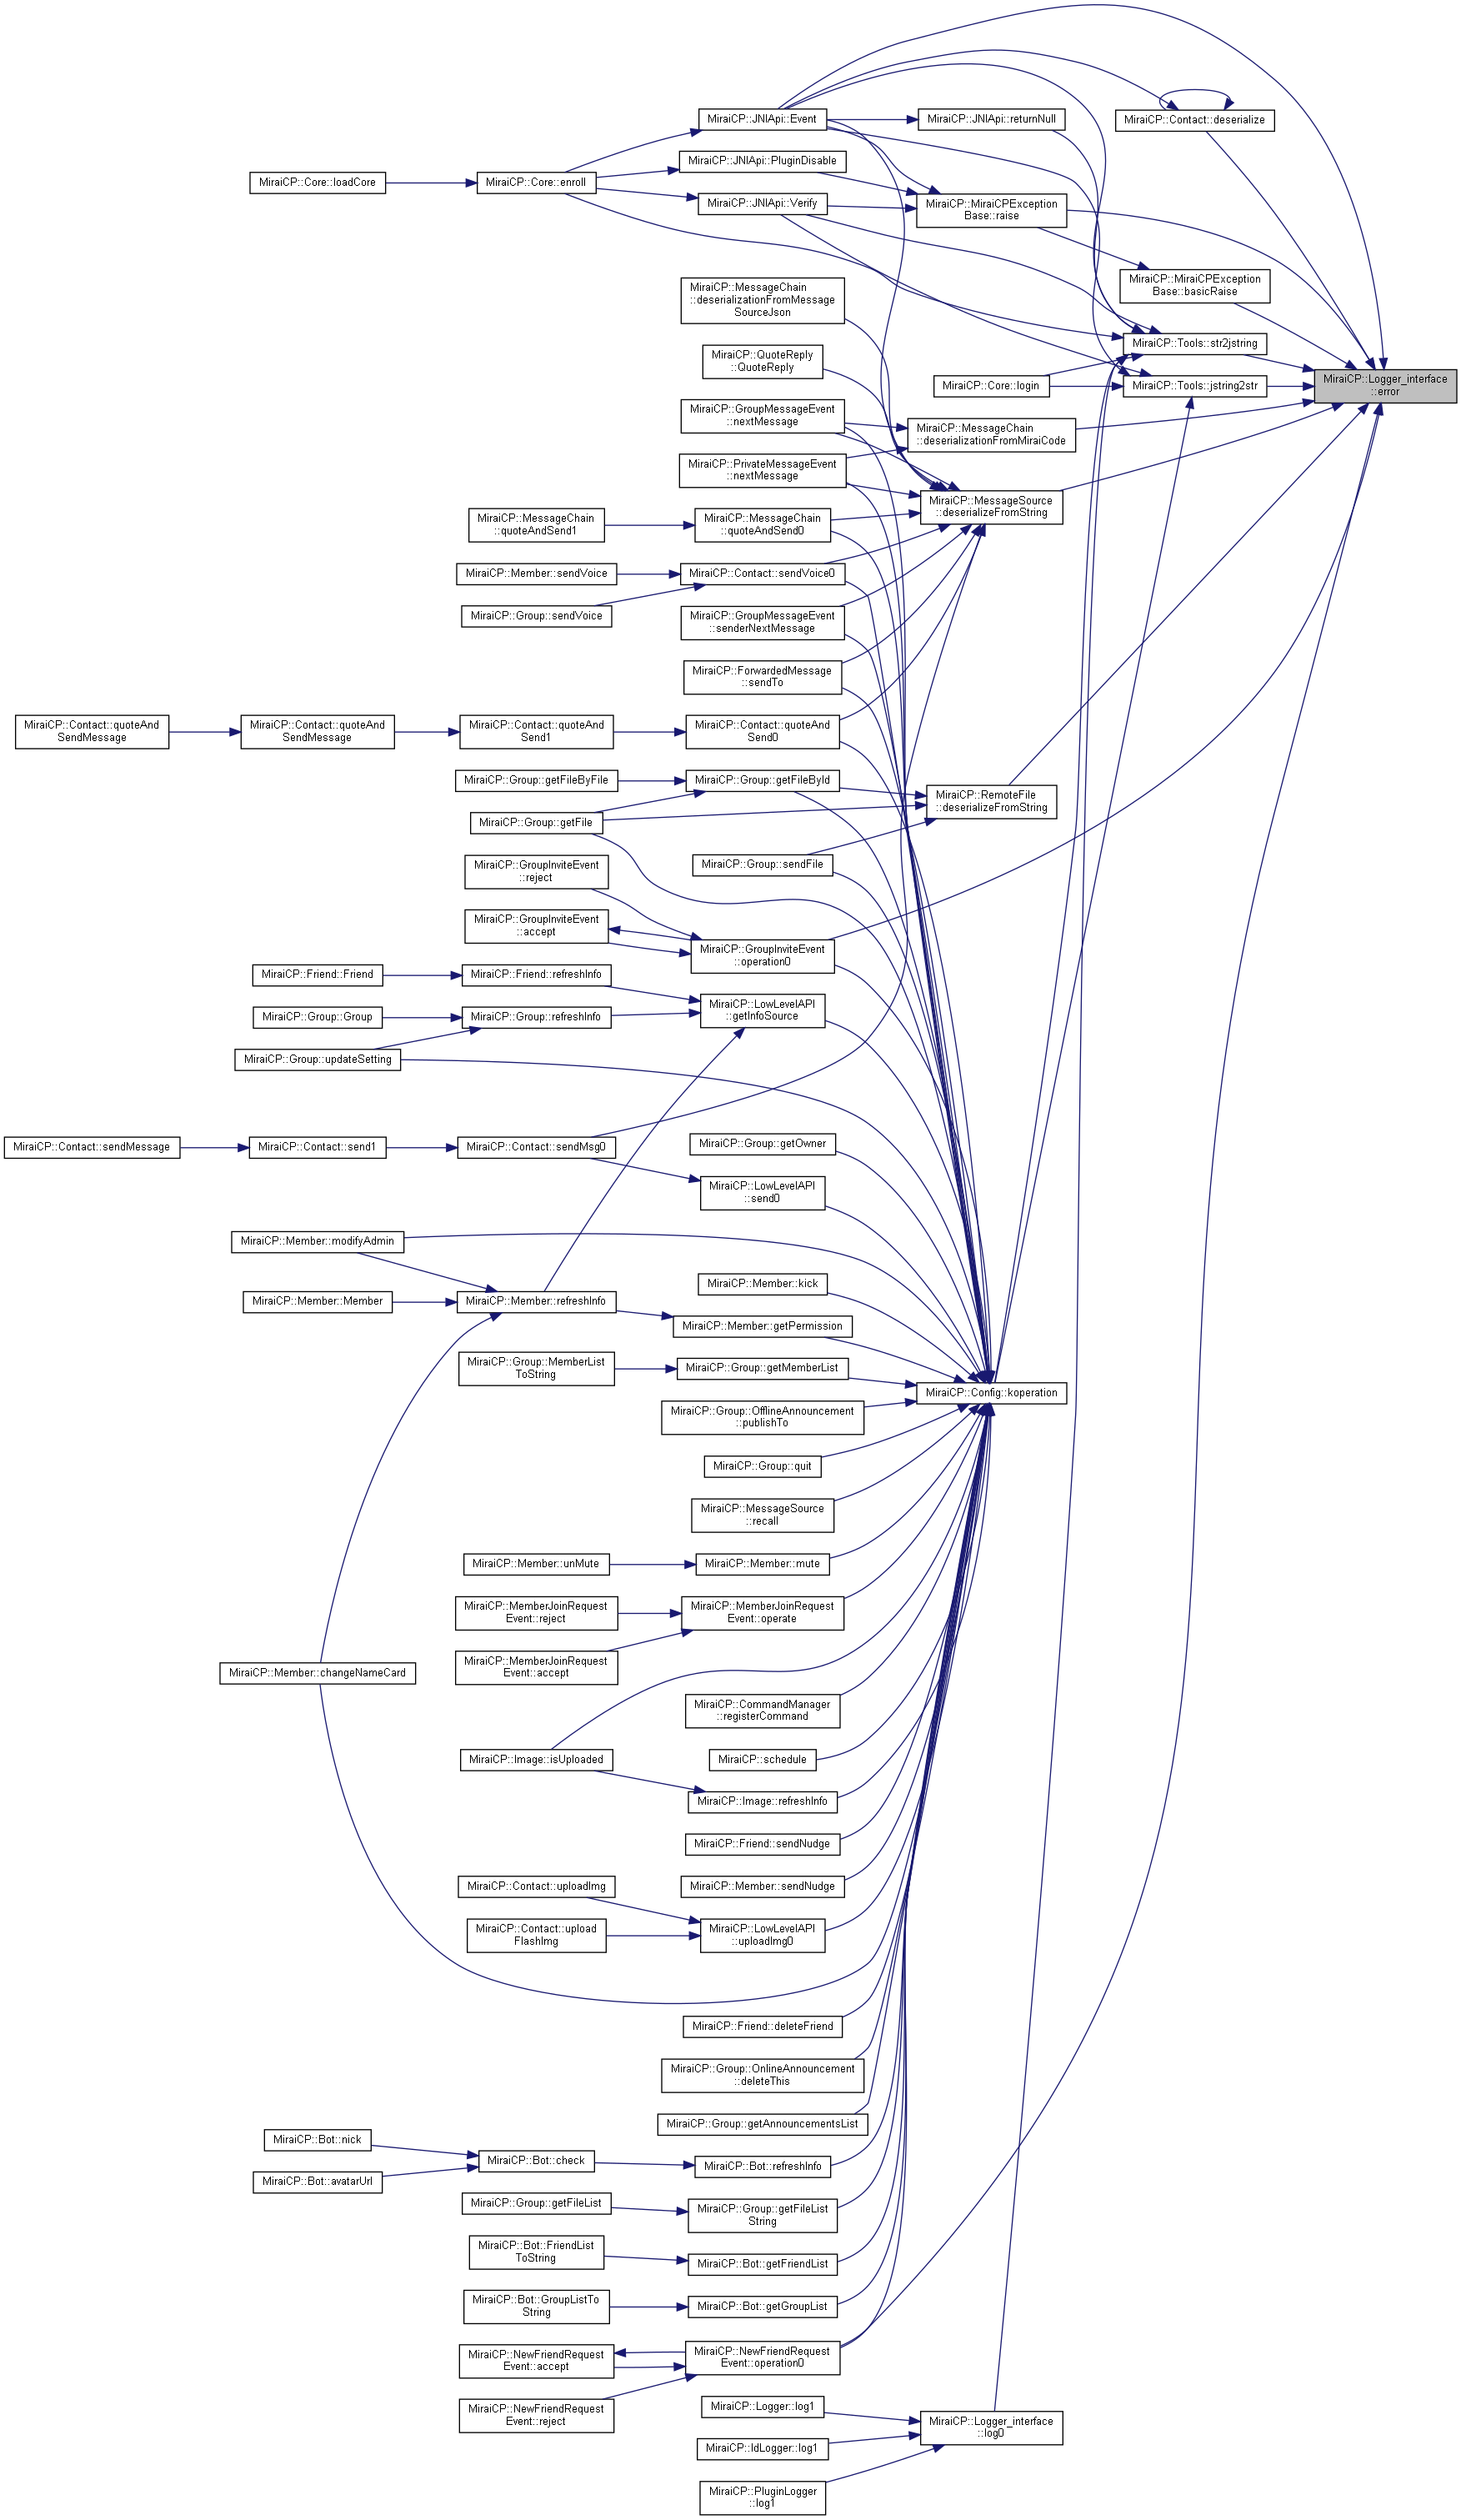 MiraiCP::JNIApi::Event
MiraiCP::JNIApi::returnNull
MiraiCP::Contact::deserialize
MiraiCP::JNIApi::PluginDisable
MiraiCP::Core::loadCore
MiraiCP::Core::enroll
MiraiCP::JNIApi::Verify
MiraiCP::MiraiCPException
Base::raise
MiraiCP::MessageChain
::deserializationFromMessage
SourceJson
MiraiCP::MiraiCPException
Base::basicRaise
MiraiCP::Tools::str2jstring
MiraiCP::QuoteReply
::QuoteReply
MiraiCP::Core::login
MiraiCP::Tools::jstring2str
MiraiCP::Logger_interface
::error
MiraiCP::GroupMessageEvent
::nextMessage
MiraiCP::MessageChain
::deserializationFromMiraiCode
MiraiCP::PrivateMessageEvent
::nextMessage
MiraiCP::MessageSource
::deserializeFromString
MiraiCP::MessageChain
::quoteAndSend1
MiraiCP::MessageChain
::quoteAndSend0
MiraiCP::Member::sendVoice
MiraiCP::Contact::sendVoice0
MiraiCP::Group::sendVoice
MiraiCP::GroupMessageEvent
::senderNextMessage
MiraiCP::ForwardedMessage
::sendTo
MiraiCP::Contact::quoteAnd
SendMessage
MiraiCP::Contact::quoteAnd
SendMessage
MiraiCP::Contact::quoteAnd
Send1
MiraiCP::Contact::quoteAnd
Send0
MiraiCP::Group::getFileByFile
MiraiCP::Group::getFileById
MiraiCP::RemoteFile
::deserializeFromString
MiraiCP::Group::getFile
MiraiCP::Group::sendFile
MiraiCP::GroupInviteEvent
::reject
MiraiCP::GroupInviteEvent
::accept
MiraiCP::GroupInviteEvent
::operation0
MiraiCP::Friend::Friend
MiraiCP::Friend::refreshInfo
MiraiCP::LowLevelAPI
::getInfoSource
MiraiCP::Group::Group
MiraiCP::Group::refreshInfo
MiraiCP::Group::updateSetting
MiraiCP::Contact::sendMessage
MiraiCP::Contact::send1
MiraiCP::Contact::sendMsg0
MiraiCP::Group::getOwner
MiraiCP::LowLevelAPI
::send0
MiraiCP::Member::modifyAdmin
MiraiCP::Member::kick
MiraiCP::Member::Member
MiraiCP::Member::refreshInfo
MiraiCP::Member::getPermission
MiraiCP::Group::MemberList
ToString
MiraiCP::Group::getMemberList
MiraiCP::Config::koperation
MiraiCP::Group::OfflineAnnouncement
::publishTo
MiraiCP::Group::quit
MiraiCP::MessageSource
::recall
MiraiCP::Member::unMute
MiraiCP::Member::mute
MiraiCP::MemberJoinRequest
Event::reject
MiraiCP::MemberJoinRequest
Event::operate
MiraiCP::MemberJoinRequest
Event::accept
MiraiCP::Member::changeNameCard
MiraiCP::CommandManager
::registerCommand
MiraiCP::Image::isUploaded
MiraiCP::schedule
MiraiCP::Image::refreshInfo
MiraiCP::Friend::sendNudge
MiraiCP::Contact::uploadImg
MiraiCP::Member::sendNudge
MiraiCP::Contact::upload
FlashImg
MiraiCP::LowLevelAPI
::uploadImg0
MiraiCP::Friend::deleteFriend
MiraiCP::Group::OnlineAnnouncement
::deleteThis
MiraiCP::Group::getAnnouncementsList
MiraiCP::Bot::nick
MiraiCP::Bot::check
MiraiCP::Bot::refreshInfo
MiraiCP::Bot::avatarUrl
MiraiCP::Group::getFileList
MiraiCP::Group::getFileList
String
MiraiCP::Bot::FriendList
ToString
MiraiCP::Bot::getFriendList
MiraiCP::Bot::GroupListTo
String
MiraiCP::Bot::getGroupList
MiraiCP::NewFriendRequest
Event::accept
MiraiCP::NewFriendRequest
Event::operation0
MiraiCP::NewFriendRequest
Event::reject
MiraiCP::Logger::log1
MiraiCP::Logger_interface
::log0
MiraiCP::IdLogger::log1
MiraiCP::PluginLogger
::log1